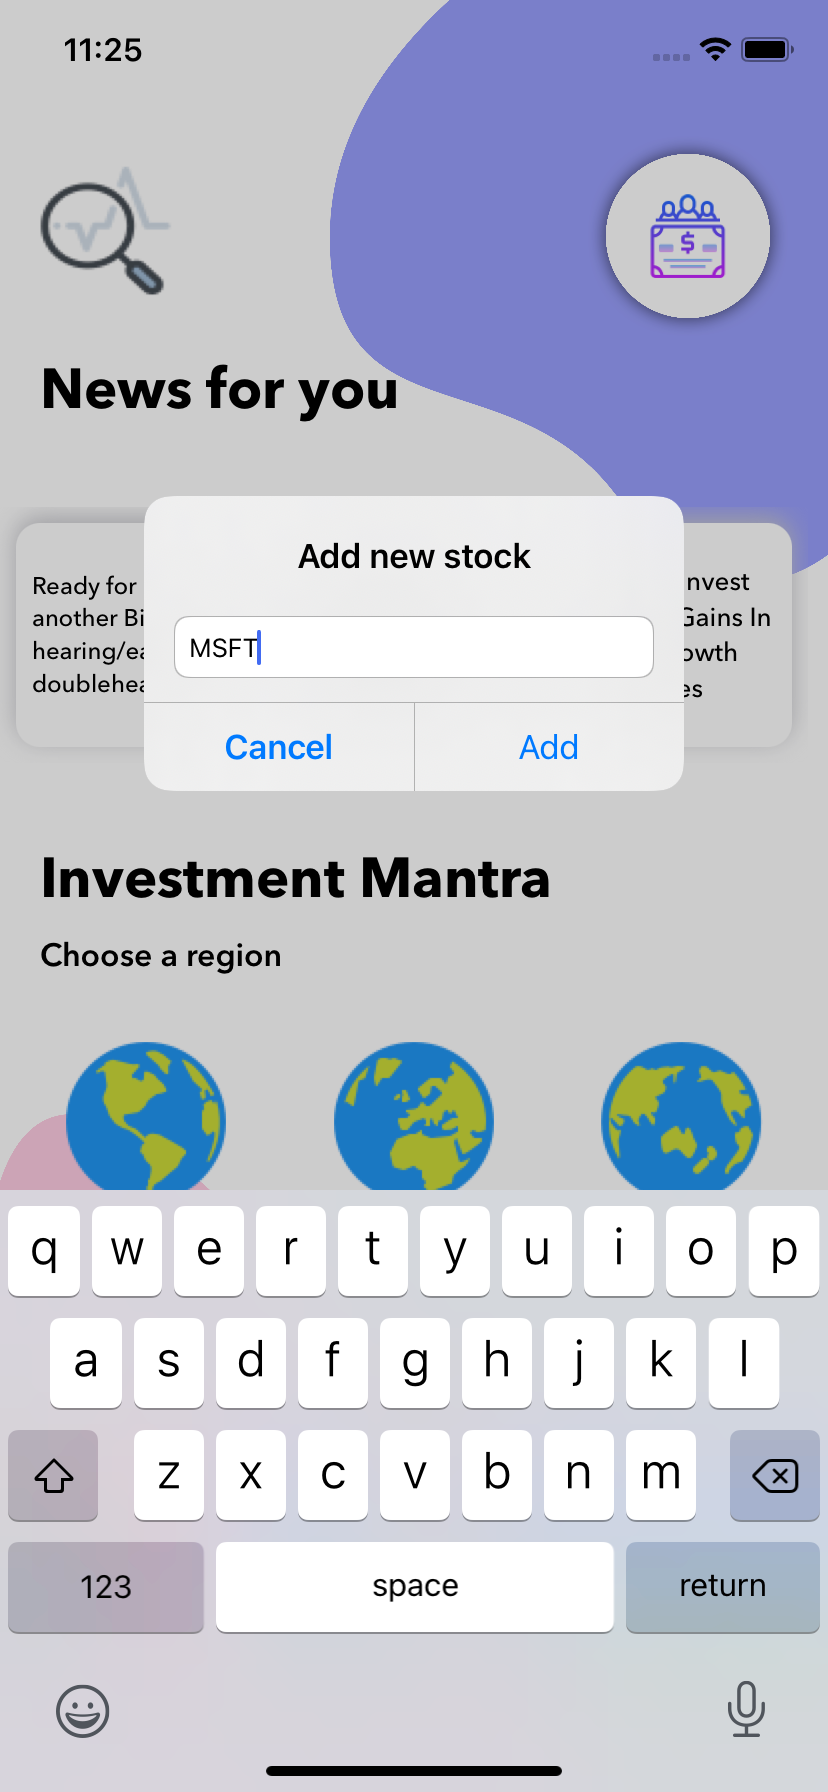 11:25
$
News for you
Ready for
another Bi
hearing/ea
doublehea
nvest
Gains In
owth
es
Add new stock
MSFT
Cancel
Add
Investment Mantra
Choose a region
q w e r t y u i o p
a s d f g h j k l
z x c v b n m
123
space
return